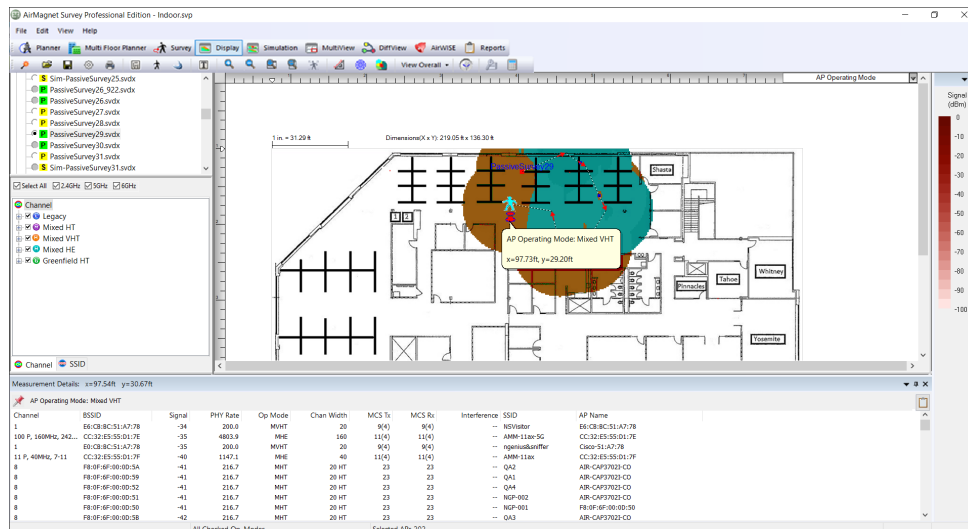 AirMagnet Survey Professional Edition - Indoor.svp
File Edit View Help
Planner Multi Floor Planner Survey Display Simulation MultiView DiffView AirWISE Reports
View Overall
S Sim-PassiveSurvey25.svdx
P PassiveSurvey26_922.svdx
P PassiveSurvey26.svdx
P PassiveSurvey27.svdx
P PassiveSurvey28.svdx
P PassiveSurvey29.svdx
P PassiveSurvey30.svdx
P PassiveSurvey31.svdx
S Sim-PassiveSurvey31.svdx
Select All 2.4GHz 5GHz 6GHz
Channel
Legacy
Mixed HT
Mixed VHT
Mixed HE
Greenfield HT
Channel SSID
AP Operating Mode
1 in. = 31.29 ft Dimensions(X x Y): 219.05 ft x 136.30 ft
PassiveSurvey29
Shasta
1 2
AP Operating Mode: Mixed VHT
x=97.73ft, y=29.20ft
Whitney
Tahoe
Pinnacles
Yosemite
Signal
(dBm)
0
-10
-20
-30
-40
-50
-60
-70
-80
-90
-100
Measurement Details: x=97.54ft y=30.67ft
AP Operating Mode: Mixed VHT
Channel BSSID Signal PHY Rate Op Mode Chan Width MCS Tx MCS Rx Interference SSID AP Name
1 E6:CB:BC:51:A7:78 -34 200.0 MVHT 20 9(4) 9(4) -- NSVisitor E6:CB:BC:51:A7:78
100 P, 160MHz, 242... CC:32:E5:55:D1:7E -35 4803.9 MHE 160 11(4) 11(4) -- AMM-11ax-5G CC:32:E5:55:D1:7E
1 E0:CB:BC:51:A7:78 -35 200.0 MVHT 20 9(4) 9(4) -- ngenius&sniffer Cisco-51:A7:78
11 P, 40MHz, 7-11 CC:32:E5:55:D1:7F -40 1147.1 MHE 40 11(4) 11(4) -- AMM-11ax CC:32:E5:55:D1:7F
8 F8:0F:6F:00:0D:5A -41 216.7 MHT 20 HT 23 23 -- QA2 AIR-CAP3702I-CO
8 F8:0F:6F:00:0D:59 -41 216.7 MHT 20 HT 23 23 -- QA1 AIR-CAP3702I-CO
8 F8:0F:6F:00:0D:52 -41 216.7 MHT 20 HT 23 23 -- QA4 AIR-CAP3702I-CO
8 F8:0F:6F:00:0D:51 -41 216.7 MHT 20 HT 23 23 -- NGP-002 AIR-CAP3702I-CO
8 F8:0F:6F:00:0D:50 -41 216.7 MHT 20 HT 23 23 -- NGP-001 F8:0F:6F:00:0D:50
8 F8:0F:6F:00:0D:5B -42 216.7 MHT 20 HT 23 23 -- QA3 AIR-CAP3702I-CO
All Checked Op. Modes Selected APs 202